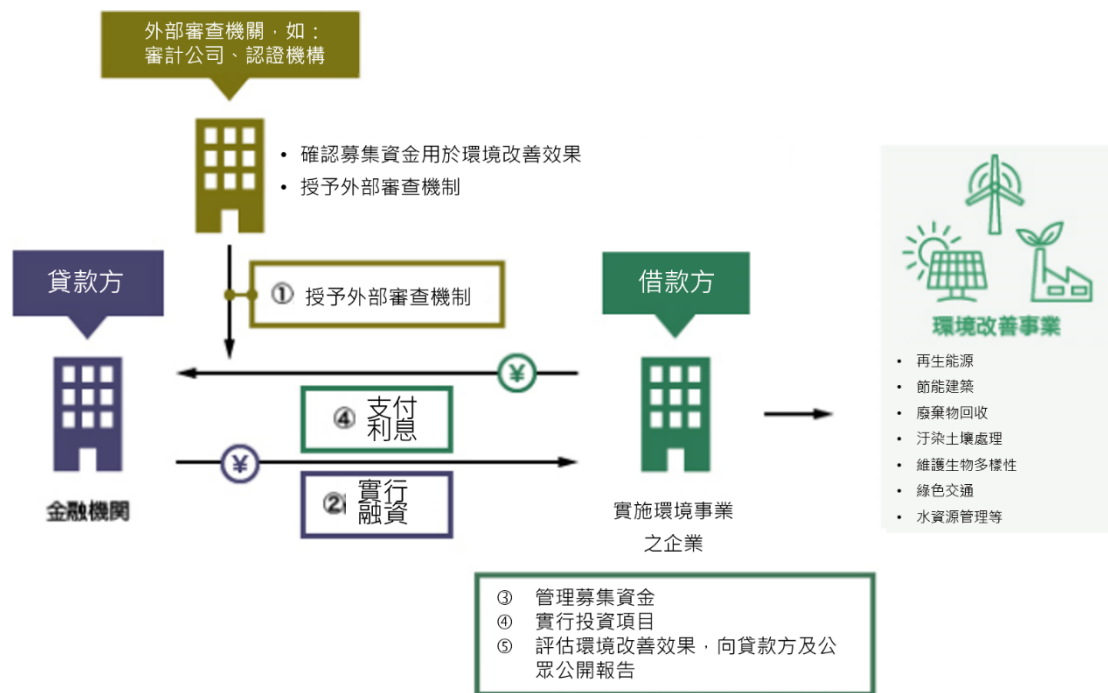 外部審查機關，如：
審計公司、認證機構
• 確認募集資金用於環境改善效果
• 授予外部審查機制
貸款方
① 授予外部審查機制
借款方
環境改善事業
• 再生能源
• 節能建築
• 廢棄物回收
• 汙染土壤處理
• 維護生物多樣性
• 綠色交通
• 水資源管理等
¥
④ 支付
利息
¥
② 實行
融資
金融機関
實施環境事業
之企業
③ 管理募集資金
④ 實行投資項目
⑤ 評估環境改善效果，向貸款方及公
眾公開報告